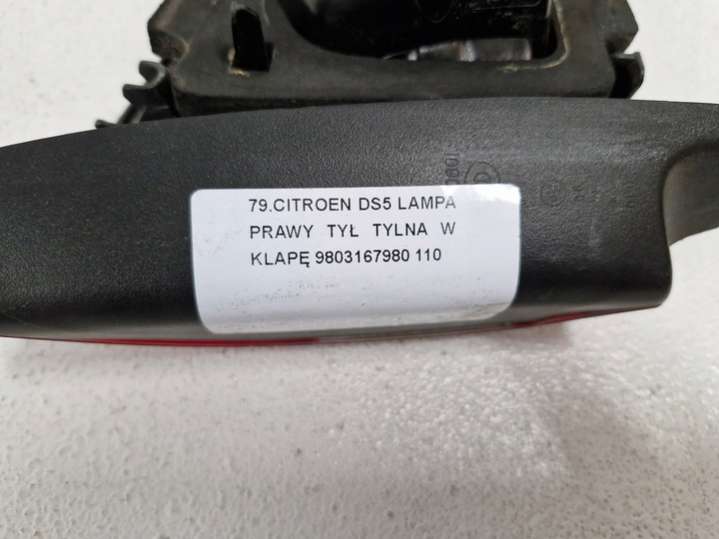 79.CITROEN DS5 LAMPA
PRAWY TYŁ TYLNA W
KLAPĘ 9803167980 110